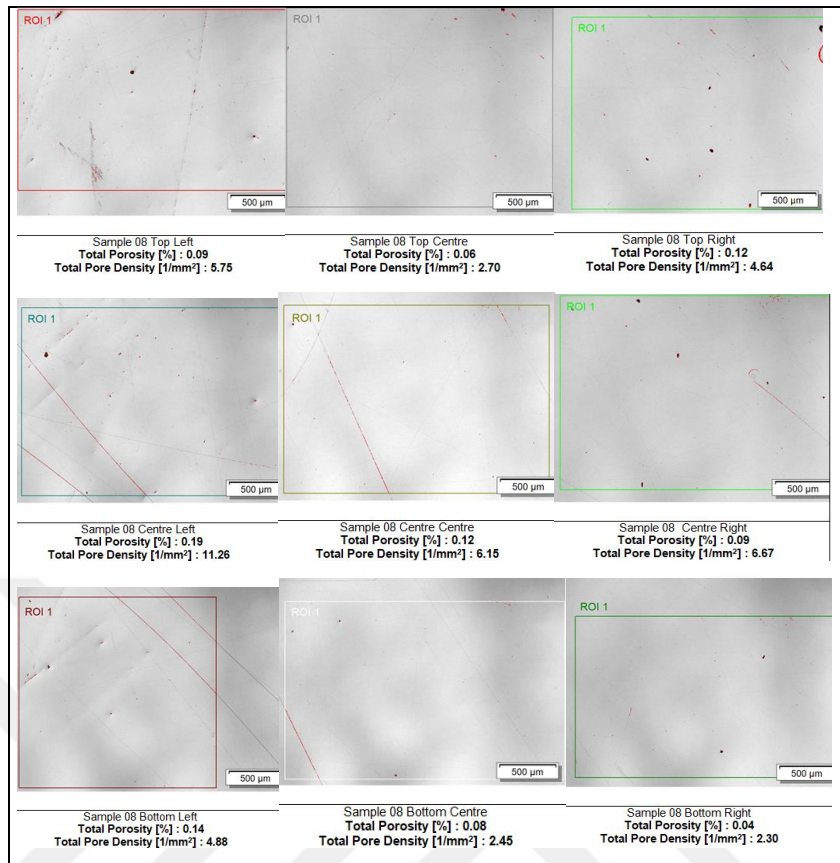 ROI 1
ROI 1
ROI 1
500 µm
500 µm
500 µm
Sample 08 Top Left
Total Porosity [%] : 0.09
Total Pore Density [1/mm²] : 5.75
Sample 08 Top Centre
Total Porosity [%] : 0.06
Total Pore Density [1/mm²] : 2.70
Sample 08 Top Right
Total Porosity [%] : 0.12
Total Pore Density [1/mm²] : 4.64
ROI 1
ROI 1
ROI 1
500 µm
500 µm
500 µm
Sample 08 Centre Left
Total Porosity [%] : 0.19
Total Pore Density [1/mm²] : 11.26
Sample 08 Centre Centre
Total Porosity [%] : 0.12
Total Pore Density [1/mm²] : 6.15
Sample 08 Centre Right
Total Porosity [%] : 0.09
Total Pore Density [1/mm²] : 6.67
ROI 1
ROI 1
ROI 1
500 µm
500 µm
500 µm
Sample 08 Bottom Left
Total Porosity [%] : 0.14
Total Pore Density [1/mm²] : 4.88
Sample 08 Bottom Centre
Total Porosity [%] : 0.08
Total Pore Density [1/mm²] : 2.45
Sample 08 Bottom Right
Total Porosity [%] : 0.04
Total Pore Density [1/mm²] : 2.30